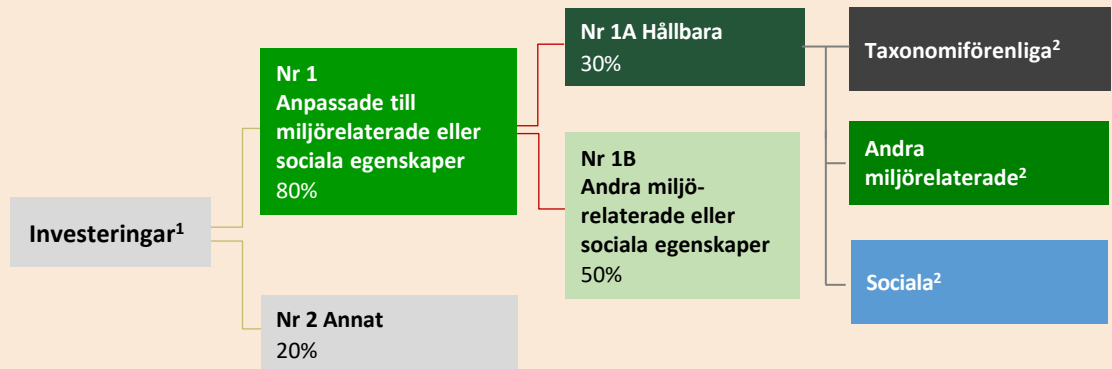 Investeringar¹
Nr 1
Anpassade till
miljörelaterade eller
sociala egenskaper
80%
Nr 2 Annat
20%
Nr 1A Hållbara
30%
Nr 1B
Andra miljö-
relaterade eller
sociala egenskaper
50%
Taxonomiförenliga²
Andra
miljörelaterade²
Sociala²